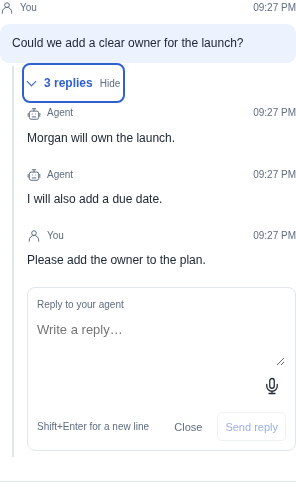 You 09:27 PM
Could we add a clear owner for the launch?
3 replies Hide
Agent 09:27 PM
Morgan will own the launch.
Agent 09:27 PM
I will also add a due date.
You 09:27 PM
Please add the owner to the plan.
Reply to your agent
Write a reply…
Shift+Enter for a new line Close Send reply